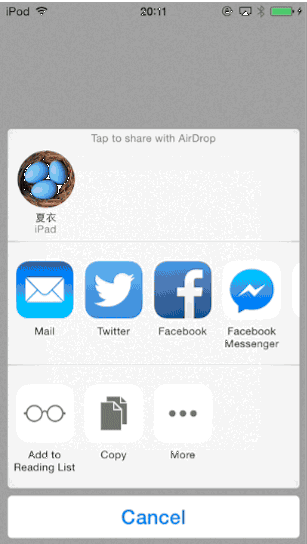 iPod 20:11
Tap to share with AirDrop
夏衣
iPad
Mail Twitter Facebook Facebook
Messenger
Add to Copy More
Reading List
Cancel